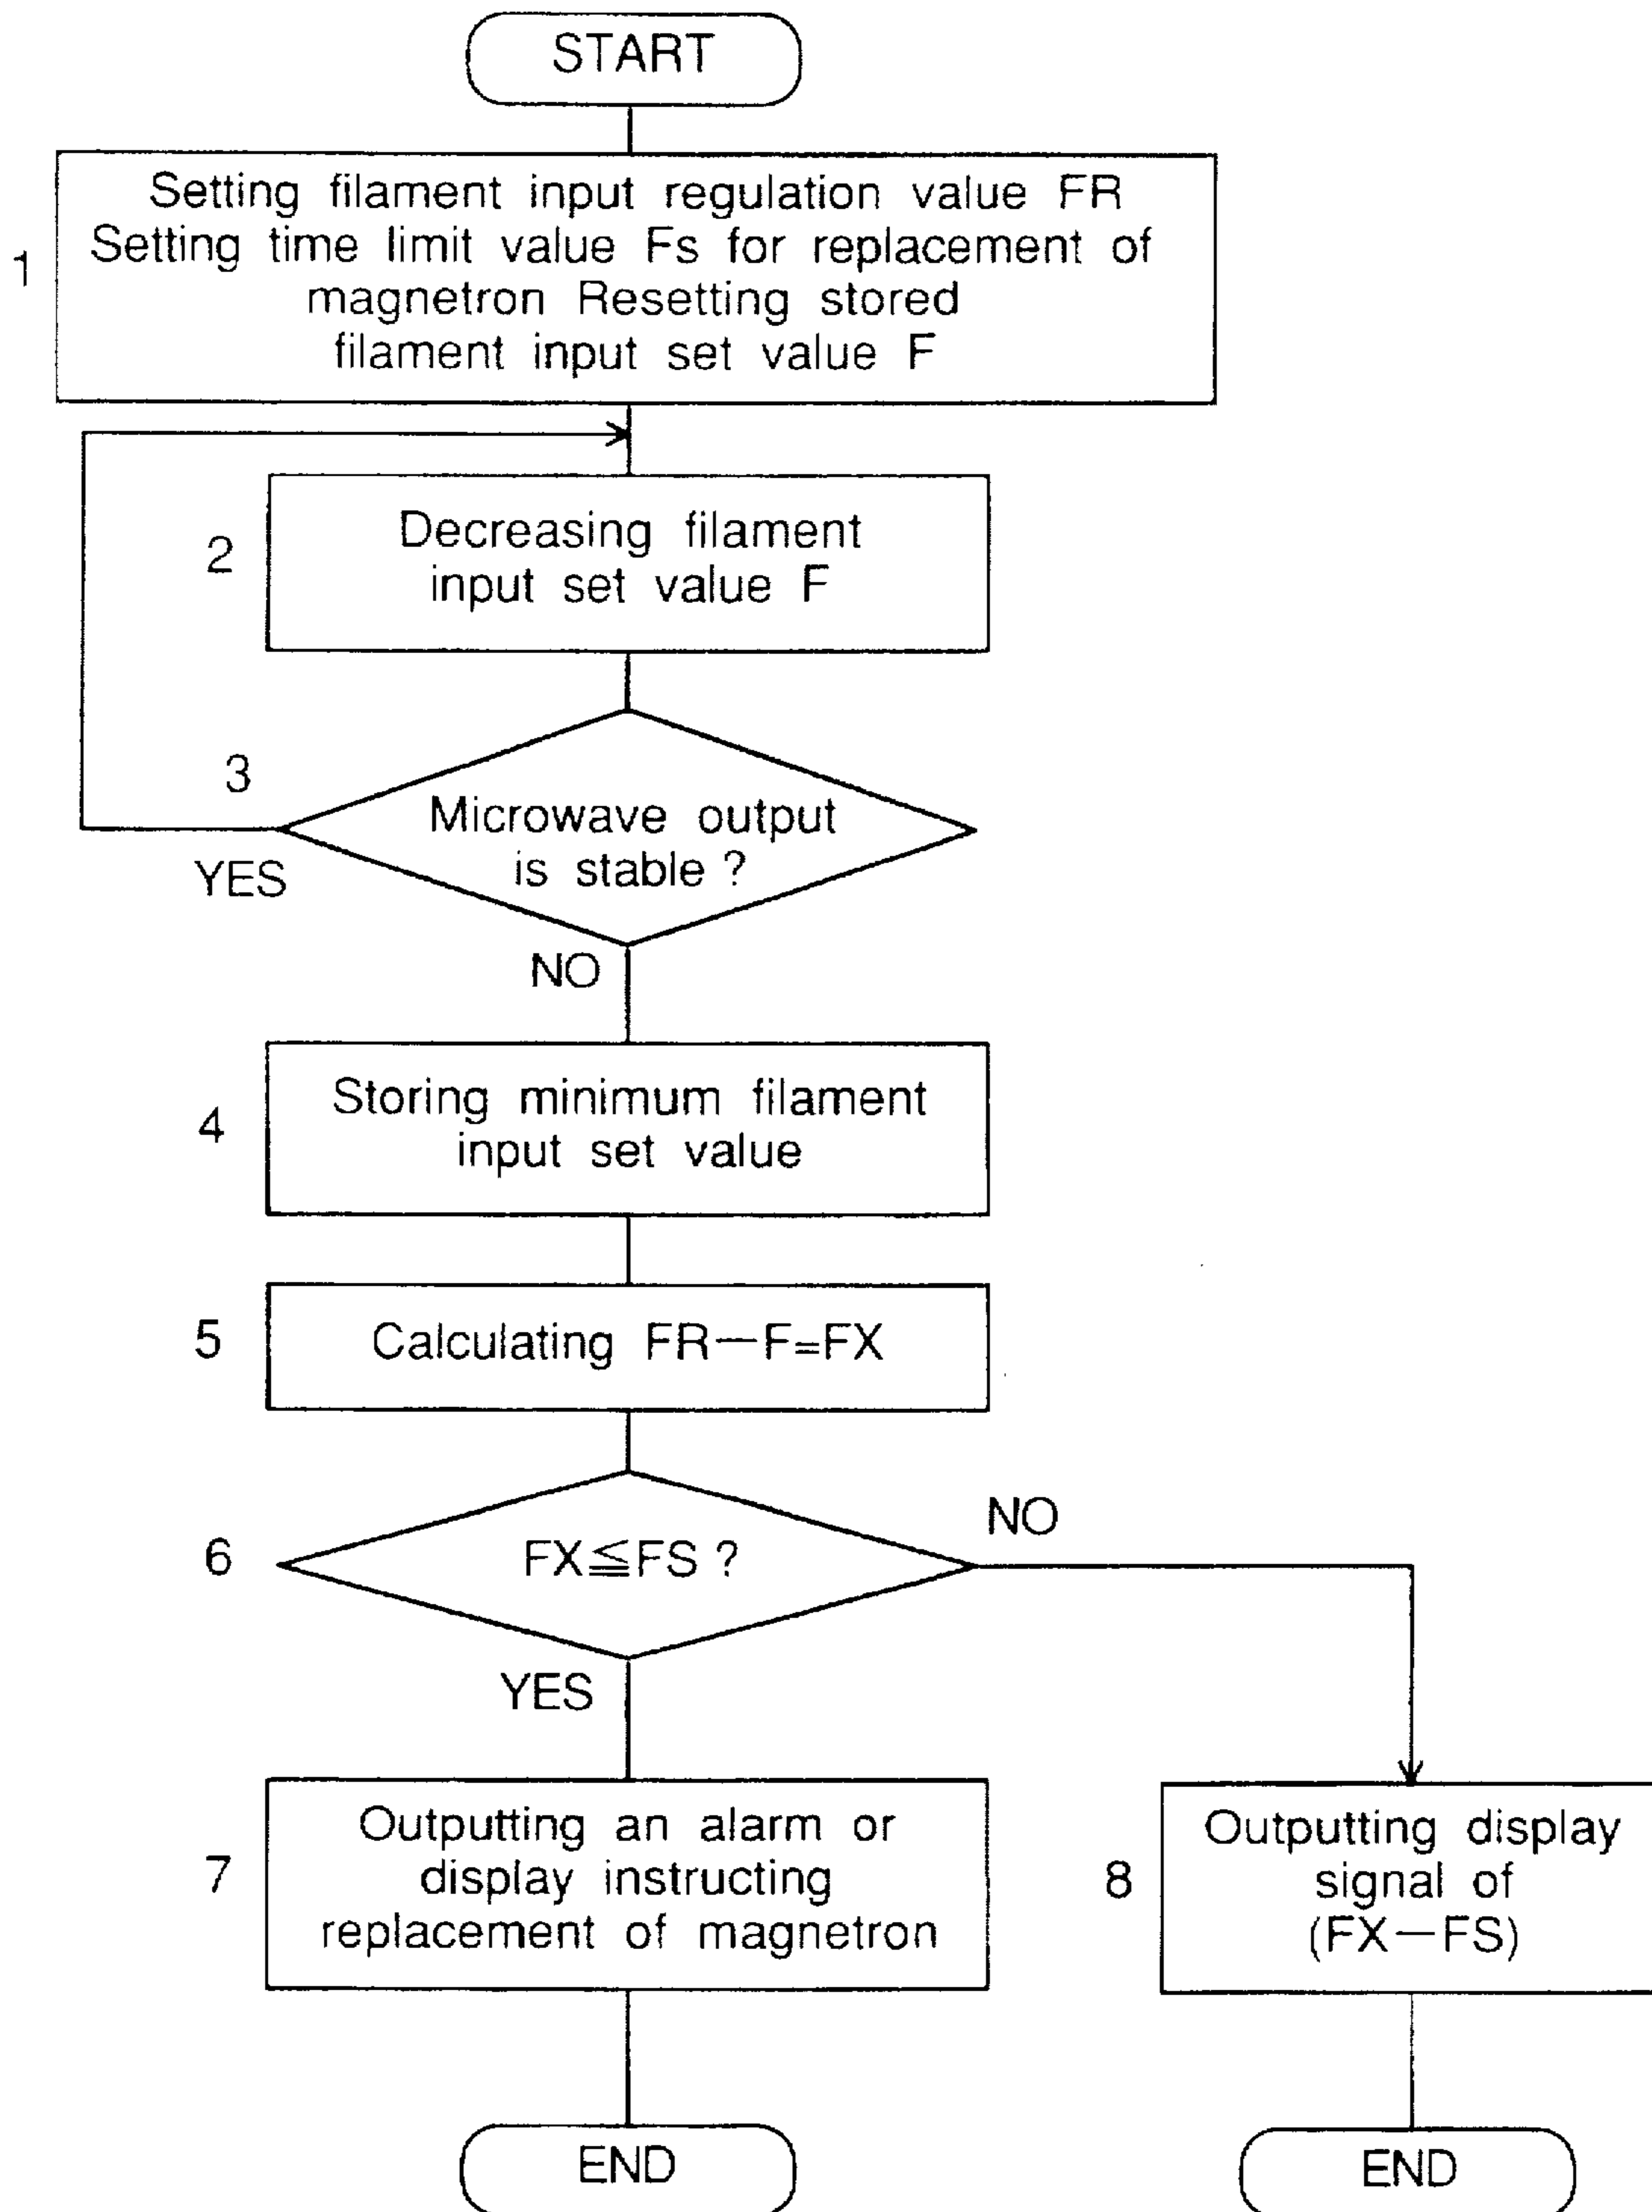 START
1
Setting filament input regulation value FR
Setting time limit value Fs for replacement of
magnetron Resetting stored
filament input set value F
2
Decreasing filament
input set value F
3
Microwave output
is stable ?
YES
NO
4
Storing minimum filament
input set value
5
Calculating FR—F=FX
6
FX≦FS ?
NO
YES
7
Outputting an alarm or
display instructing
replacement of magnetron
8
Outputting display
signal of
(FX—FS)
END
END